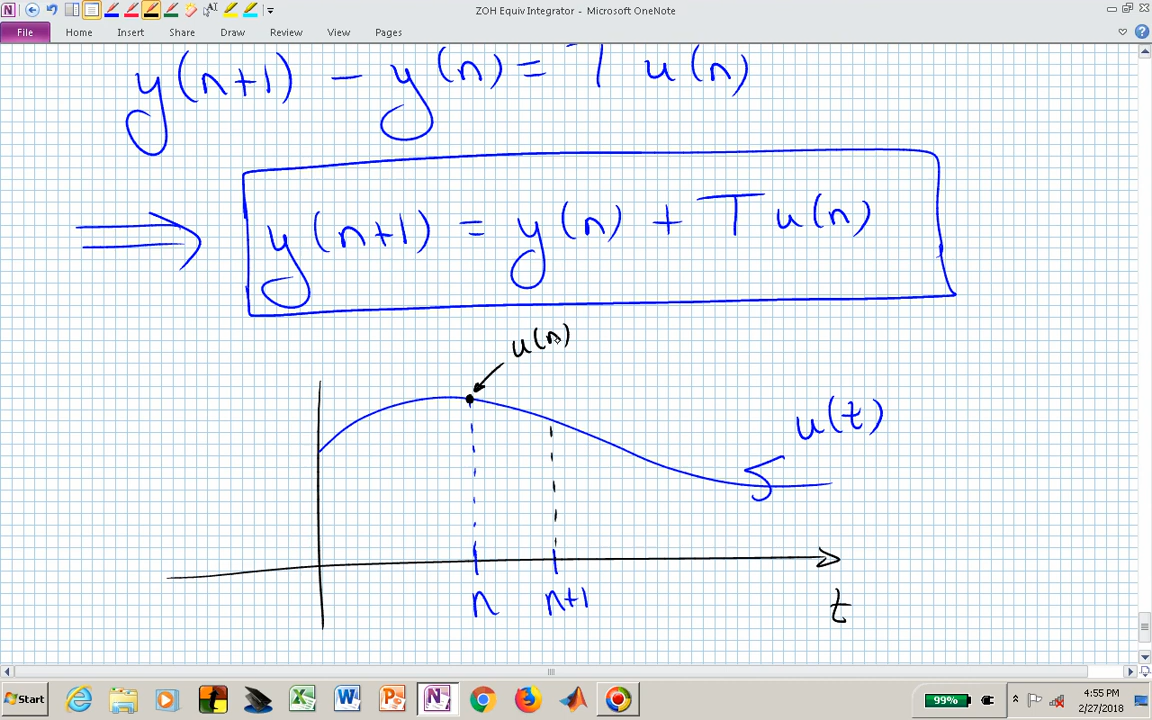 ZOH Equiv Integrator - Microsoft OneNote
File Home Insert Share Draw Review View Pages
y(n+1) - y(n) = T u(n)
⇒ y(n+1) = y(n) + T u(n)
u(n)
u(t)
n n+1
t
Start 99% 4:55 PM
2/27/2018